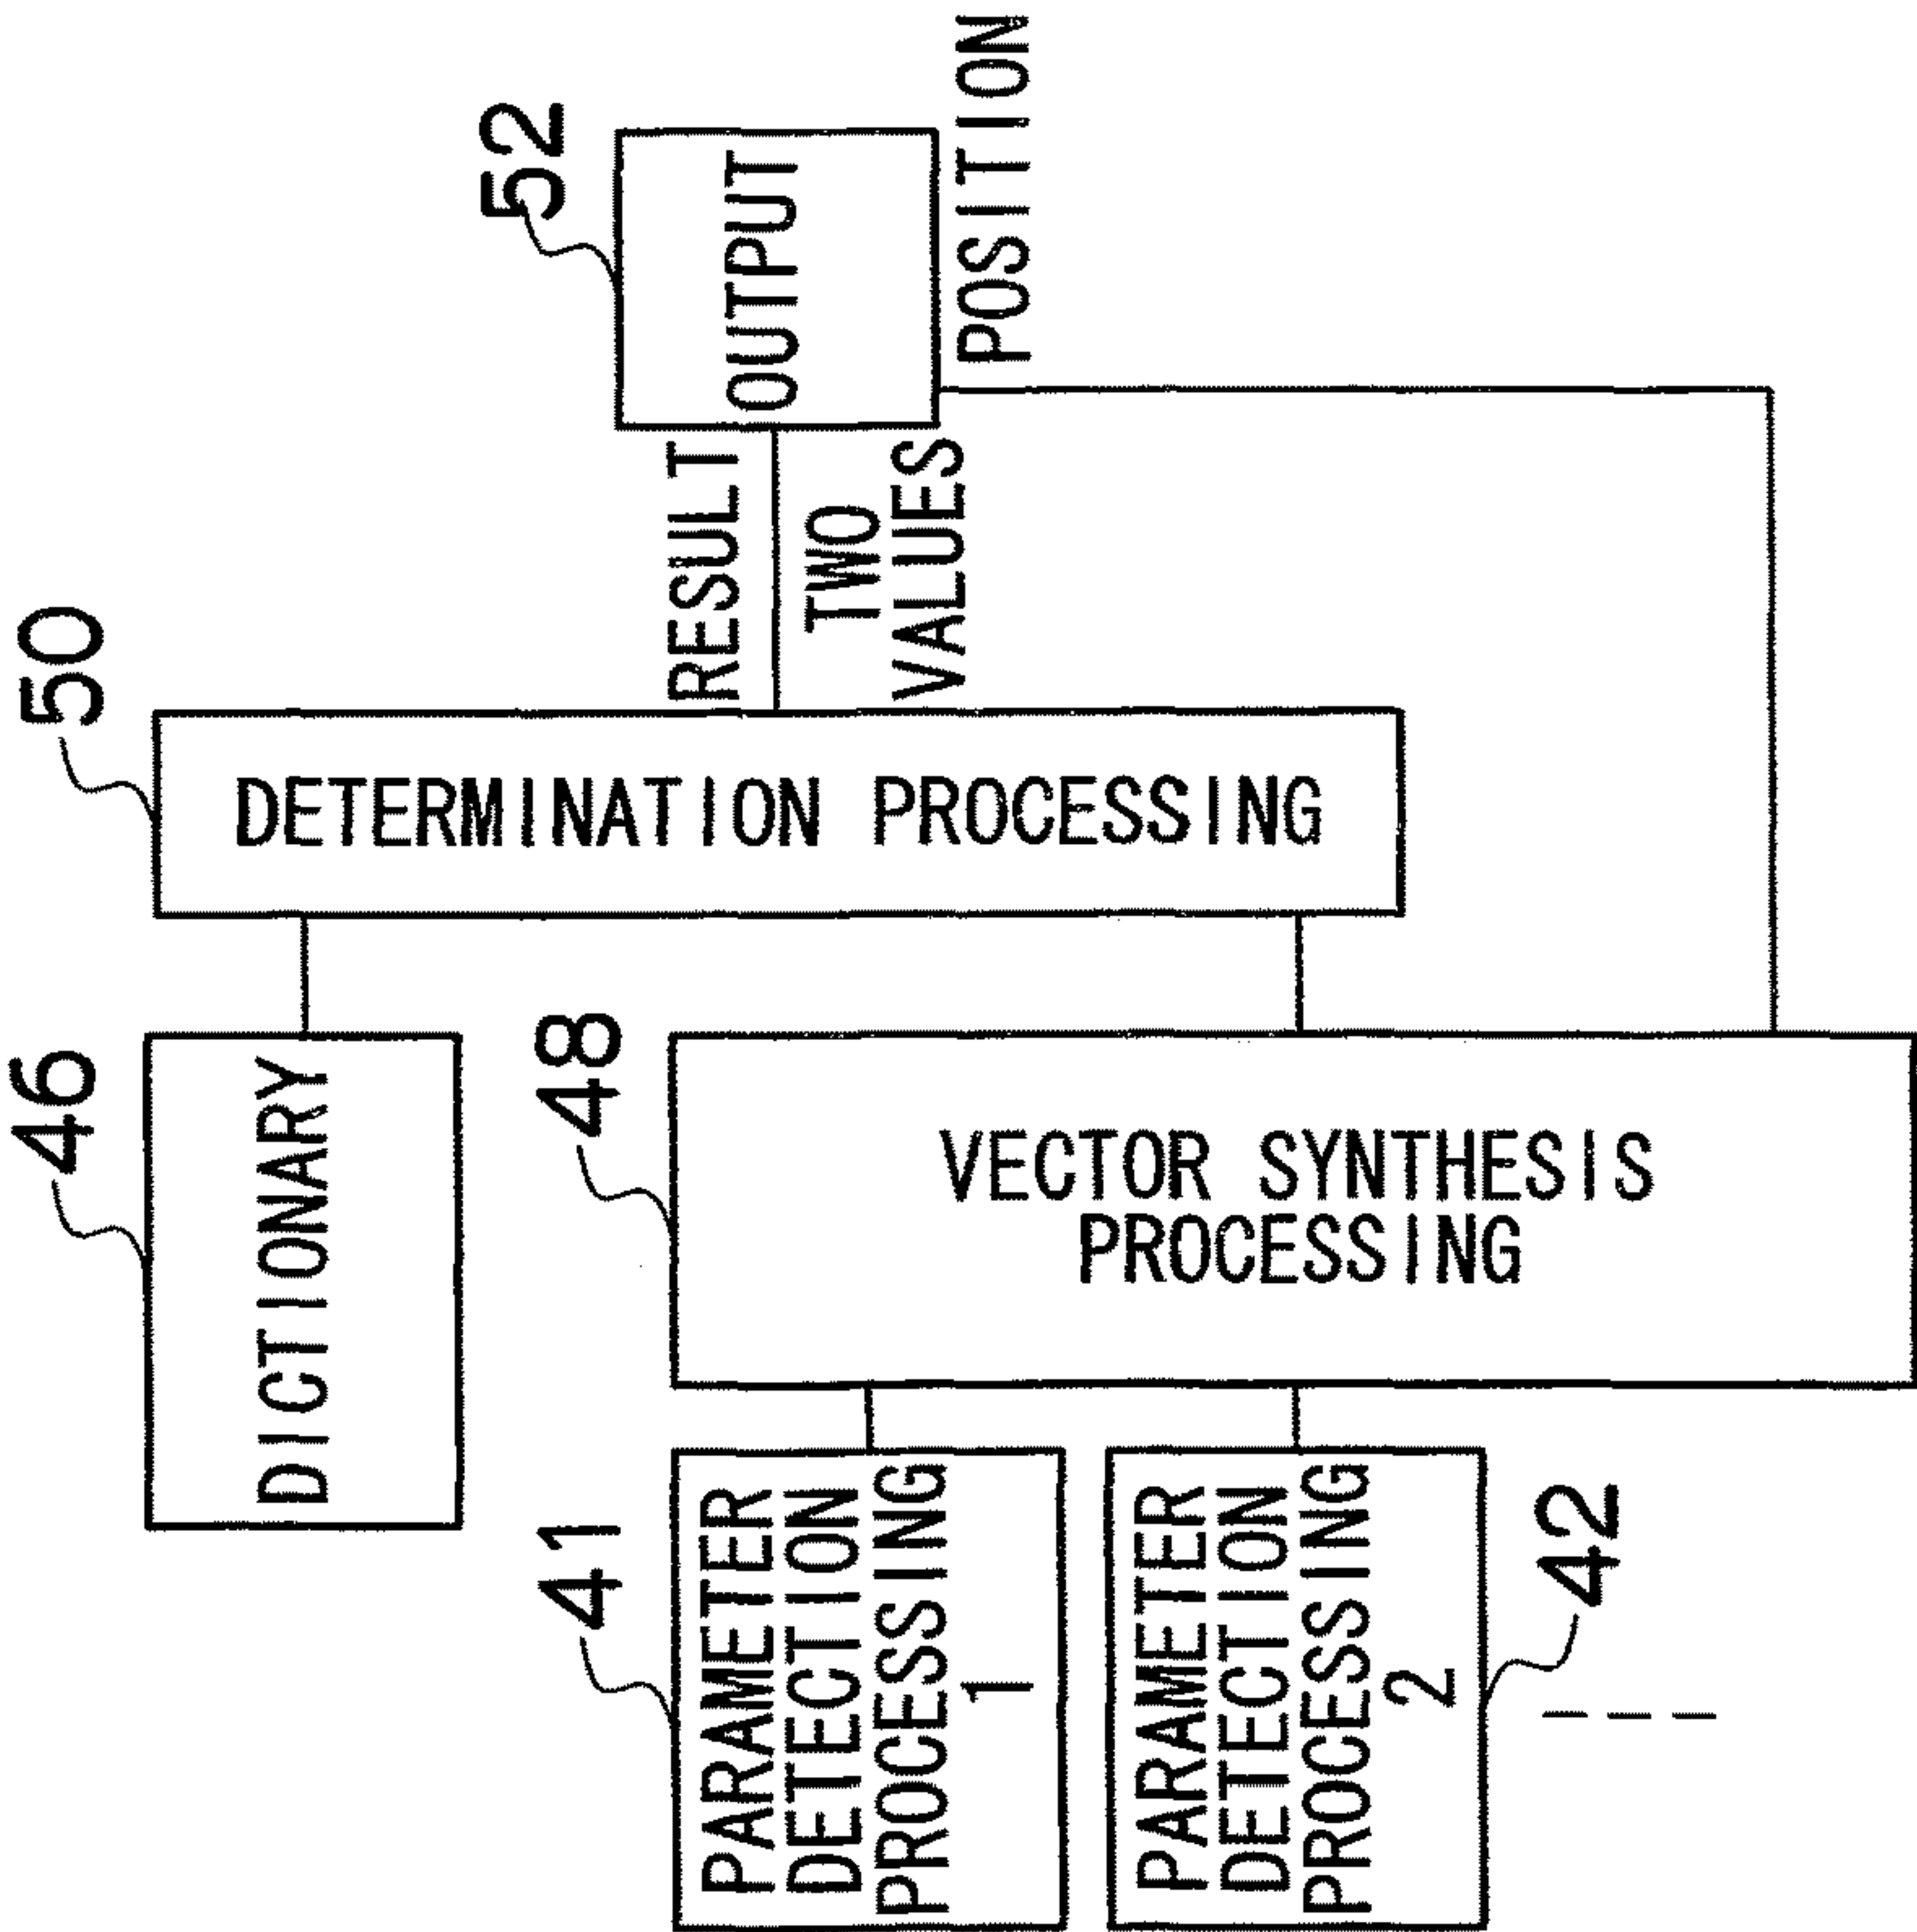 52
OUTPUT
POSITION
RESULT
TWO
VALUES
50
DETERMINATION PROCESSING
46
DICTIONARY
48
VECTOR SYNTHESIS
PROCESSING
41
PARAMETER
DETECTION
PROCESSING
1
PARAMETER
DETECTION
PROCESSING
2
42